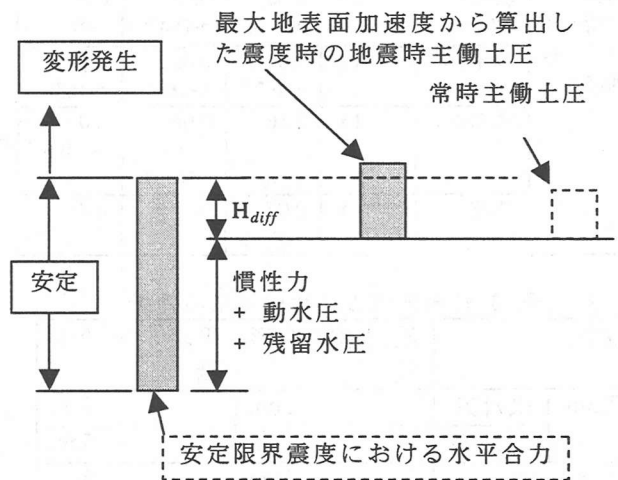 最大地表面加速度から算出し
た震度時の地震時主働土圧
変形発生
常時主働土圧
H_diff
安定
慣性力
+ 動水圧
+ 残留水圧
安定限界震度における水平合力